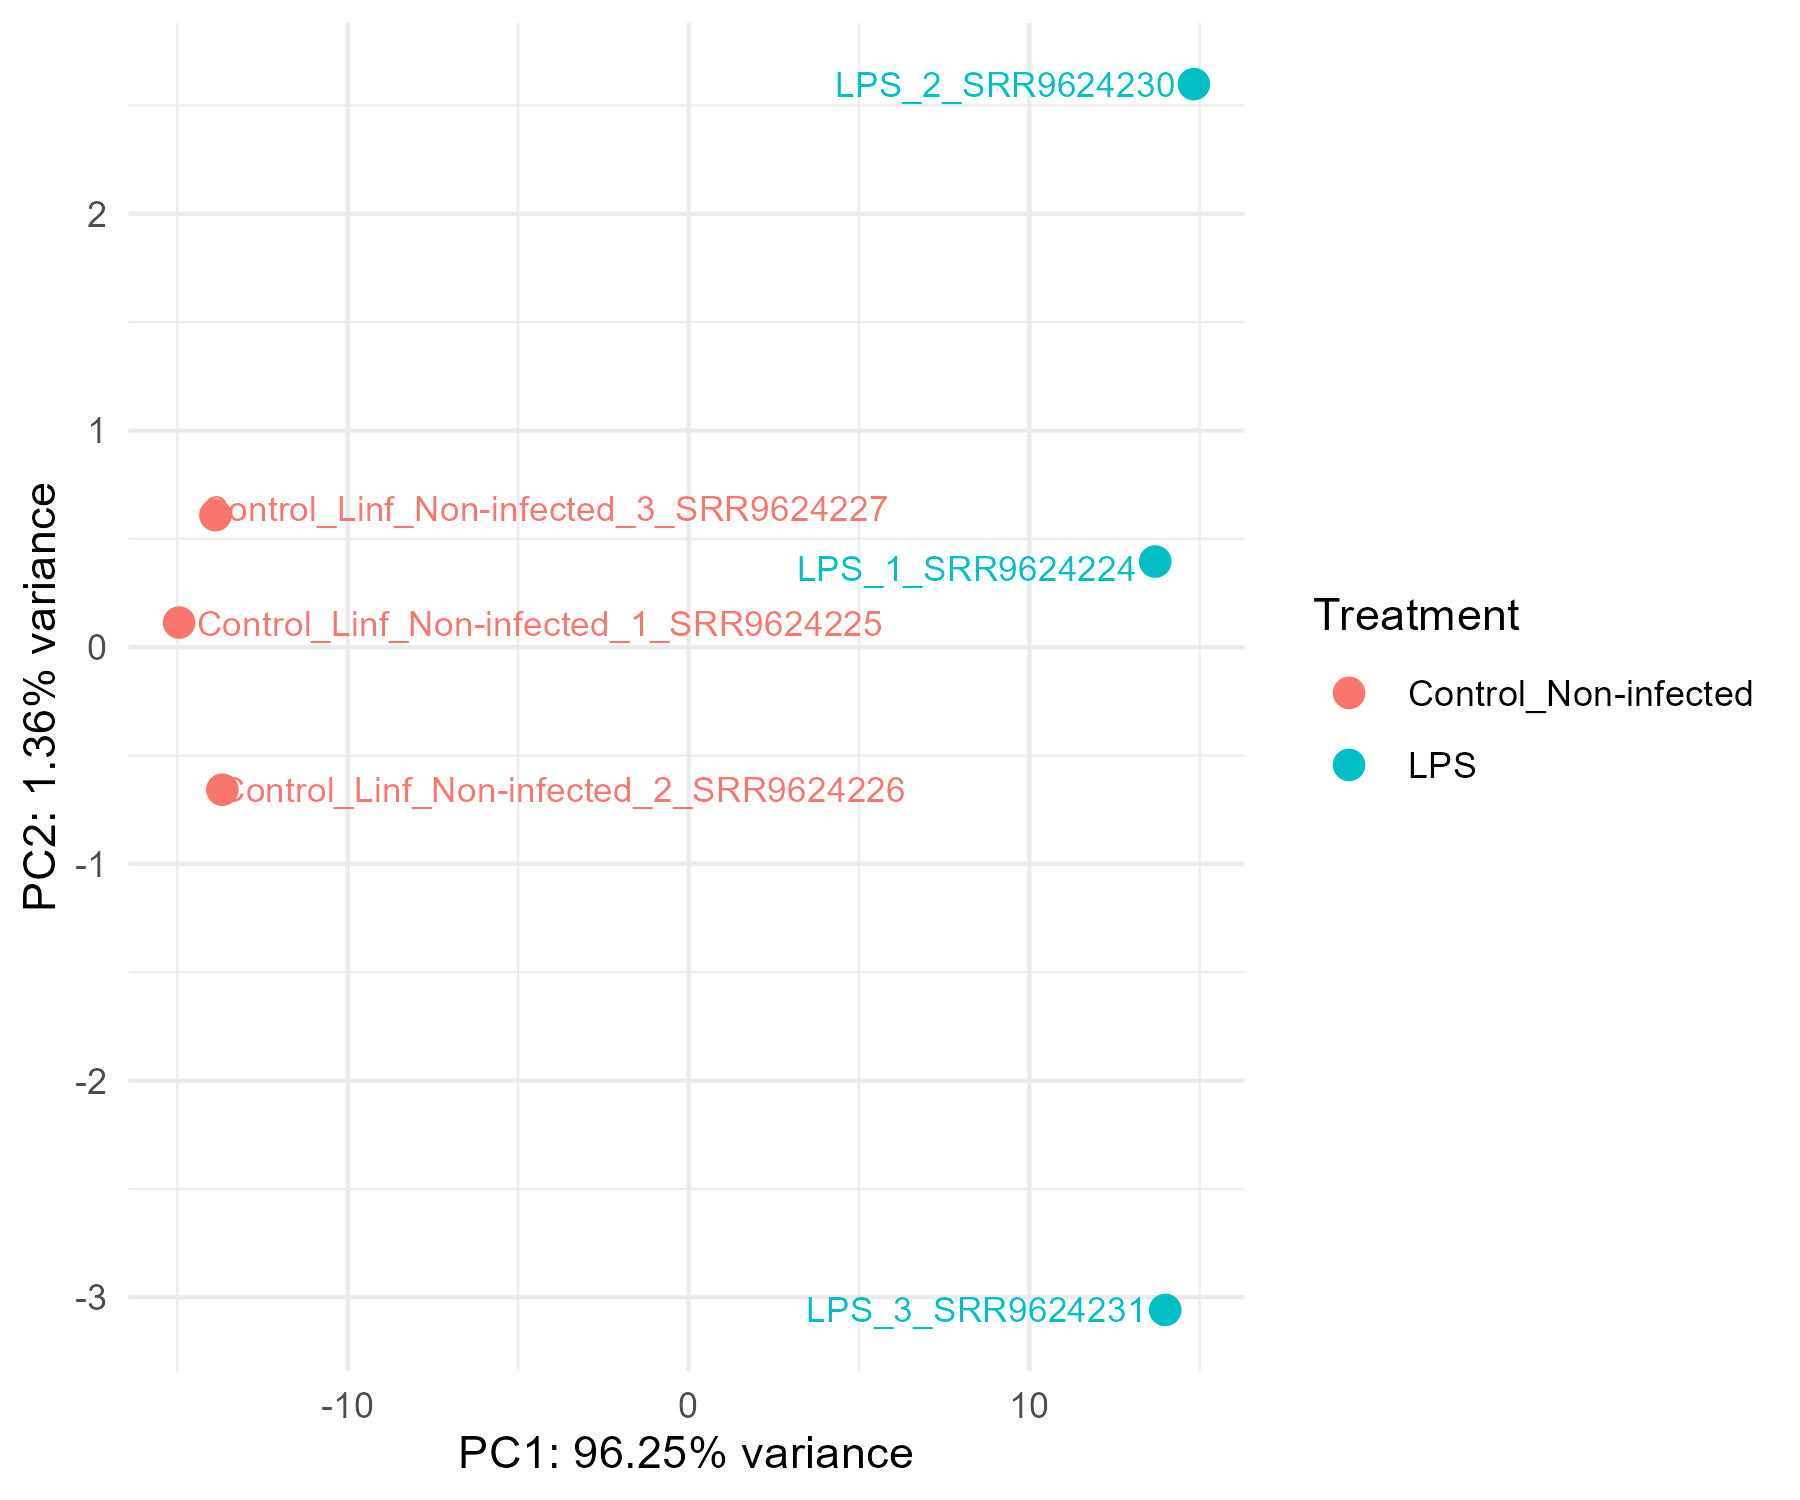 LPS_2_SRR9624230
2
1
Control_Linf_Non-infected_3_SRR9624227
LPS_1_SRR9624224
Control_Linf_Non-infected_1_SRR9624225
0
Control_Linf_Non-infected_2_SRR9624226
-1
-2
-3
LPS_3_SRR9624231
PC2: 1.36% variance
-10
0
10
PC1: 96.25% variance
Treatment
Control_Non-infected
LPS